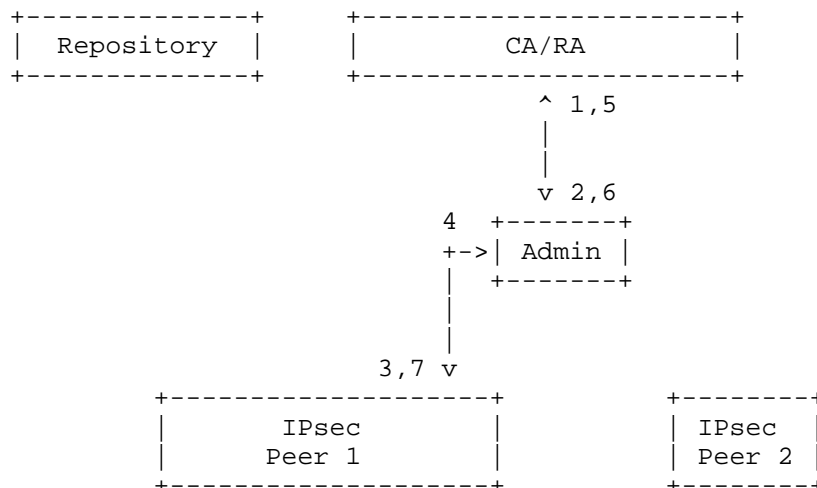 Repository CA/RA
^ 1,5
v 2,6
4
+->| Admin |
3,7 v
IPsec IPsec
Peer 1 Peer 2